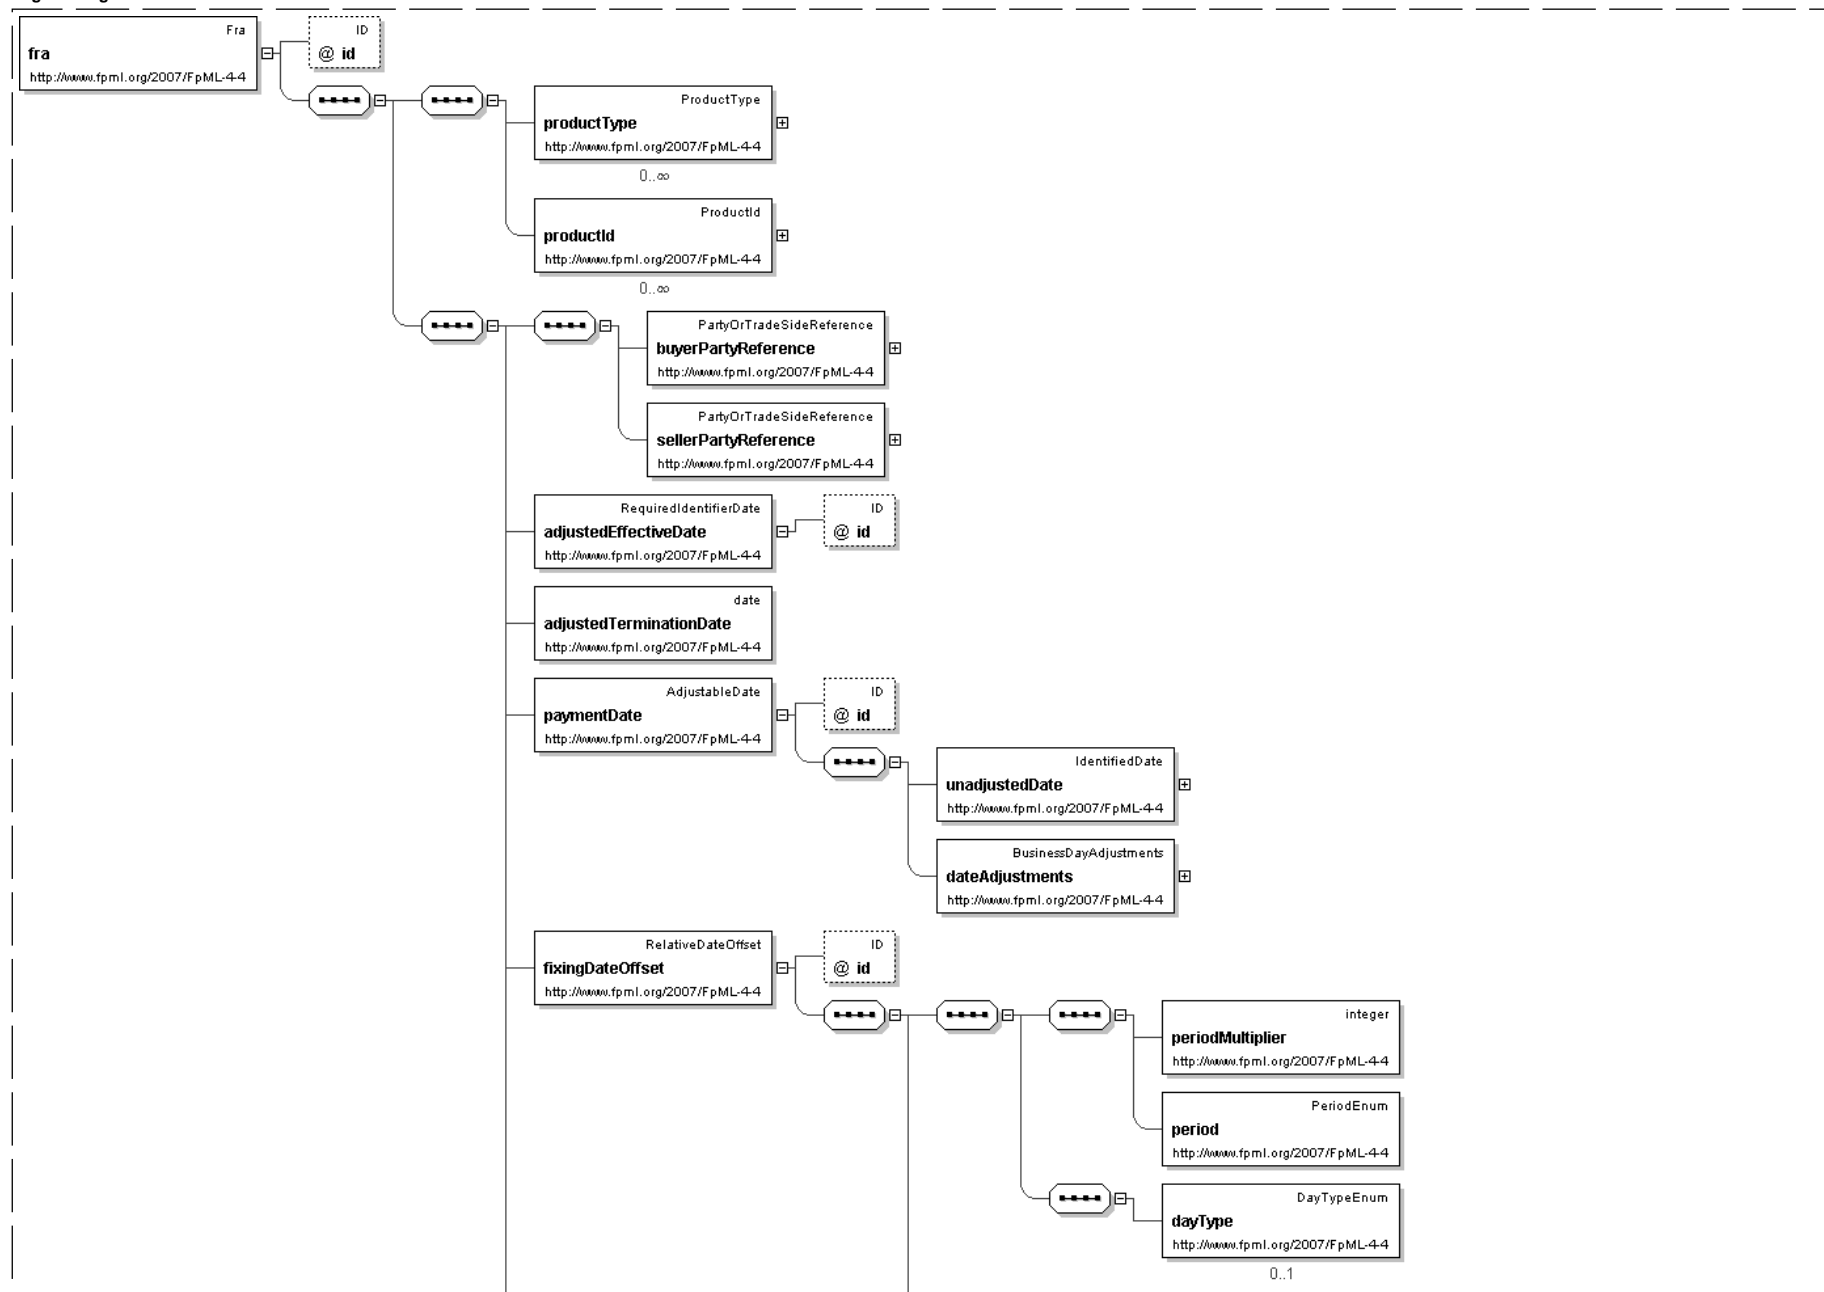 Fra
fra
http://www.fpml.org/2007/FpML-4-4
ID
@ id
ProductType
productType
http://www.fpml.org/2007/FpML-4-4
0..∞
ProductId
productId
http://www.fpml.org/2007/FpML-4-4
0..∞
PartyOrTradeSideReference
buyerPartyReference
http://www.fpml.org/2007/FpML-4-4
PartyOrTradeSideReference
sellerPartyReference
http://www.fpml.org/2007/FpML-4-4
RequiredIdentifierDate
adjustedEffectiveDate
http://www.fpml.org/2007/FpML-4-4
ID
@ id
date
adjustedTerminationDate
http://www.fpml.org/2007/FpML-4-4
AdjustableDate
paymentDate
http://www.fpml.org/2007/FpML-4-4
ID
@ id
IdentifiedDate
unadjustedDate
http://www.fpml.org/2007/FpML-4-4
BusinessDayAdjustments
dateAdjustments
http://www.fpml.org/2007/FpML-4-4
RelativeDateOffset
fixingDateOffset
http://www.fpml.org/2007/FpML-4-4
ID
@ id
integer
periodMultiplier
http://www.fpml.org/2007/FpML-4-4
PeriodEnum
period
http://www.fpml.org/2007/FpML-4-4
DayTypeEnum
dayType
http://www.fpml.org/2007/FpML-4-4
0..1